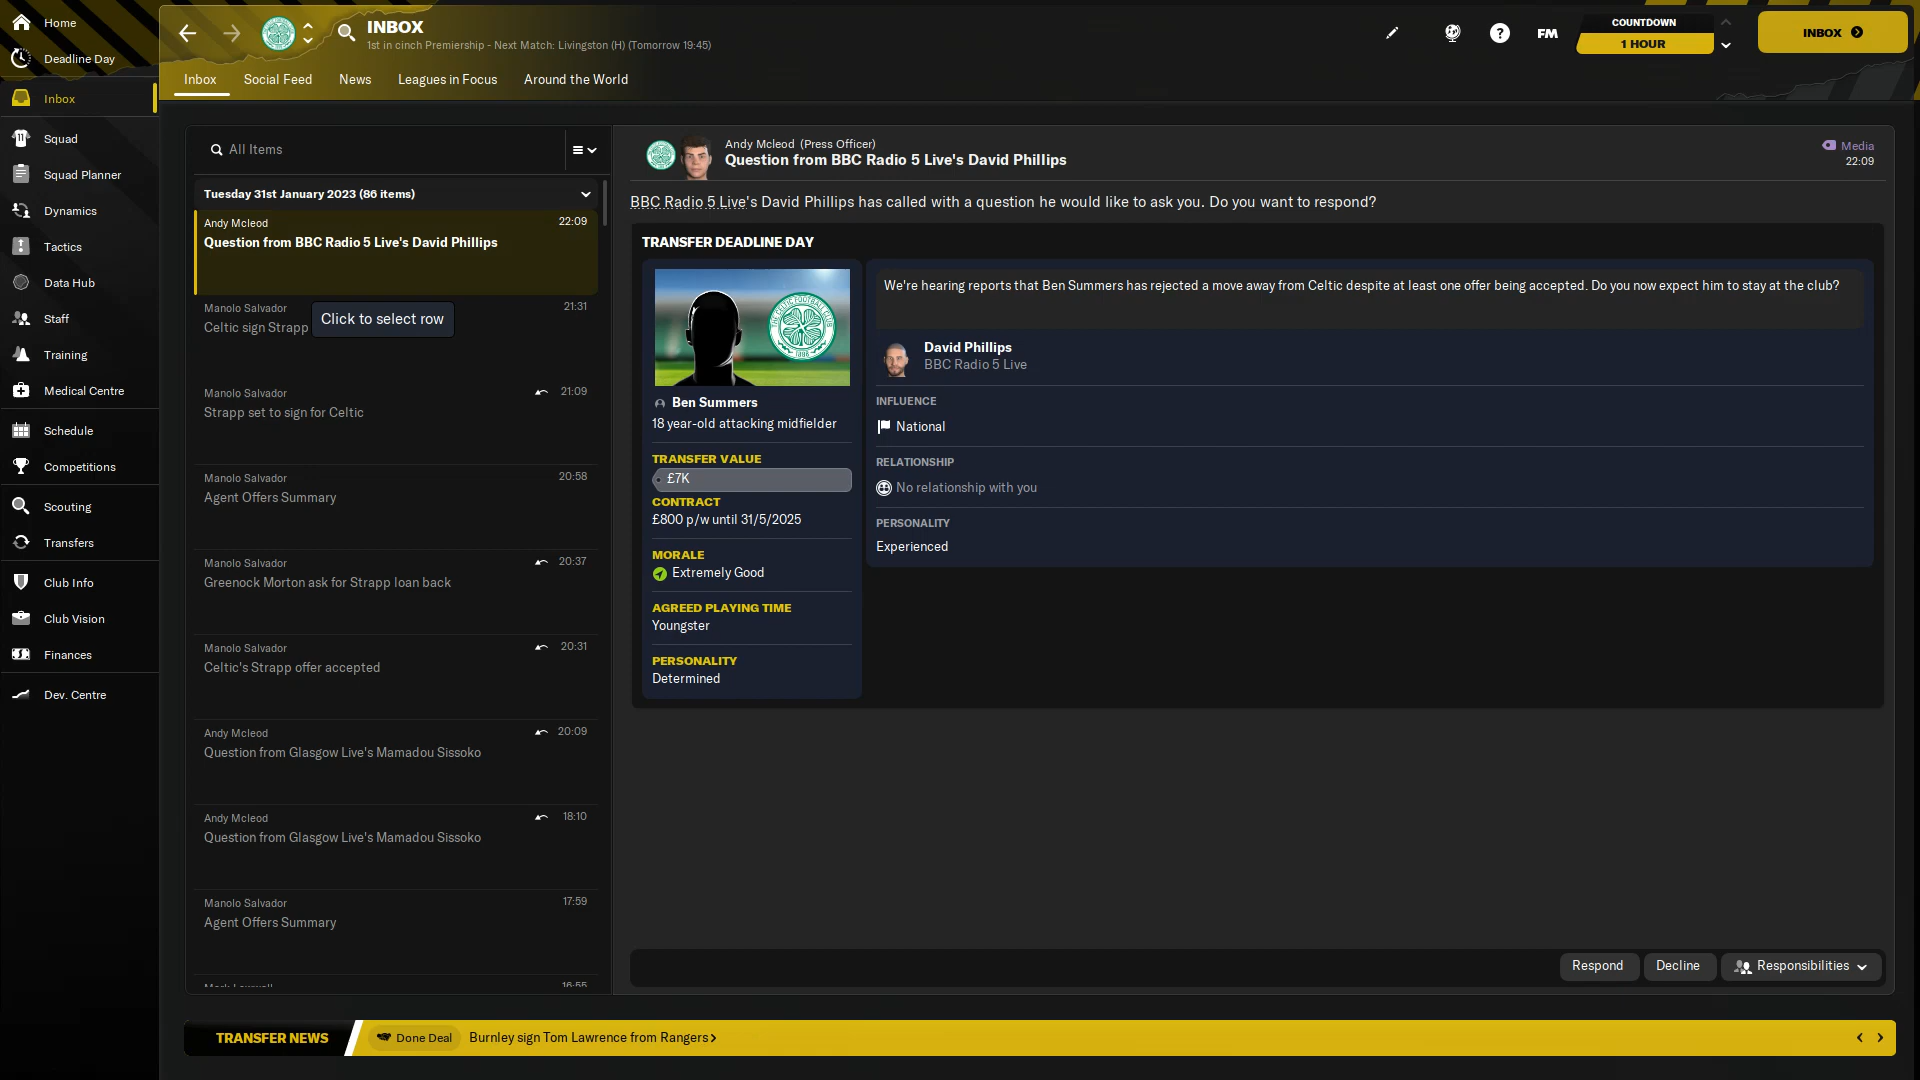 Home
Deadline Day
Inbox
Squad
Squad Planner
Dynamics
Tactics
Data Hub
Staff
Training
Medical Centre
Schedule
Competitions
Scouting
Transfers
Club Info
Club Vision
Finances
Dev. Centre
INBOX
1st in cinch Premiership - Next Match: Livingston (H) (Tomorrow 19:45)
FM
COUNTDOWN
1 HOUR
INBOX
Inbox
Social Feed
News
Leagues in Focus
Around the World
All Items
Tuesday 31st January 2023 (86 items)
Andy Mcleod
22:09
Question from BBC Radio 5 Live's David Phillips
Manolo Salvador
21:31
Celtic sign Strapp
Click to select row
Manolo Salvador
21:09
Strapp set to sign for Celtic
Manolo Salvador
20:58
Agent Offers Summary
Manolo Salvador
20:37
Greenock Morton ask for Strapp loan back
Manolo Salvador
20:31
Celtic's Strapp offer accepted
Andy Mcleod
20:09
Question from Glasgow Live's Mamadou Sissoko
Andy Mcleod
18:10
Question from Glasgow Live's Mamadou Sissoko
Manolo Salvador
17:59
Agent Offers Summary
16:55
Andy Mcleod (Press Officer)
Question from BBC Radio 5 Live's David Phillips
Media
22:09
BBC Radio 5 Live's David Phillips has called with a question he would like to ask you. Do you want to respond?
TRANSFER DEADLINE DAY
THE CELTIC FOOTBALL CLUB
1888
Ben Summers
18 year-old attacking midfielder
TRANSFER VALUE
£7K
CONTRACT
£800 p/w until 31/5/2025
MORALE
Extremely Good
AGREED PLAYING TIME
Youngster
PERSONALITY
Determined
We're hearing reports that Ben Summers has rejected a move away from Celtic despite at least one offer being accepted. Do you now expect him to stay at the club?
David Phillips
BBC Radio 5 Live
INFLUENCE
National
RELATIONSHIP
No relationship with you
PERSONALITY
Experienced
Respond
Decline
Responsibilities
TRANSFER NEWS
Done Deal
Burnley sign Tom Lawrence from Rangers